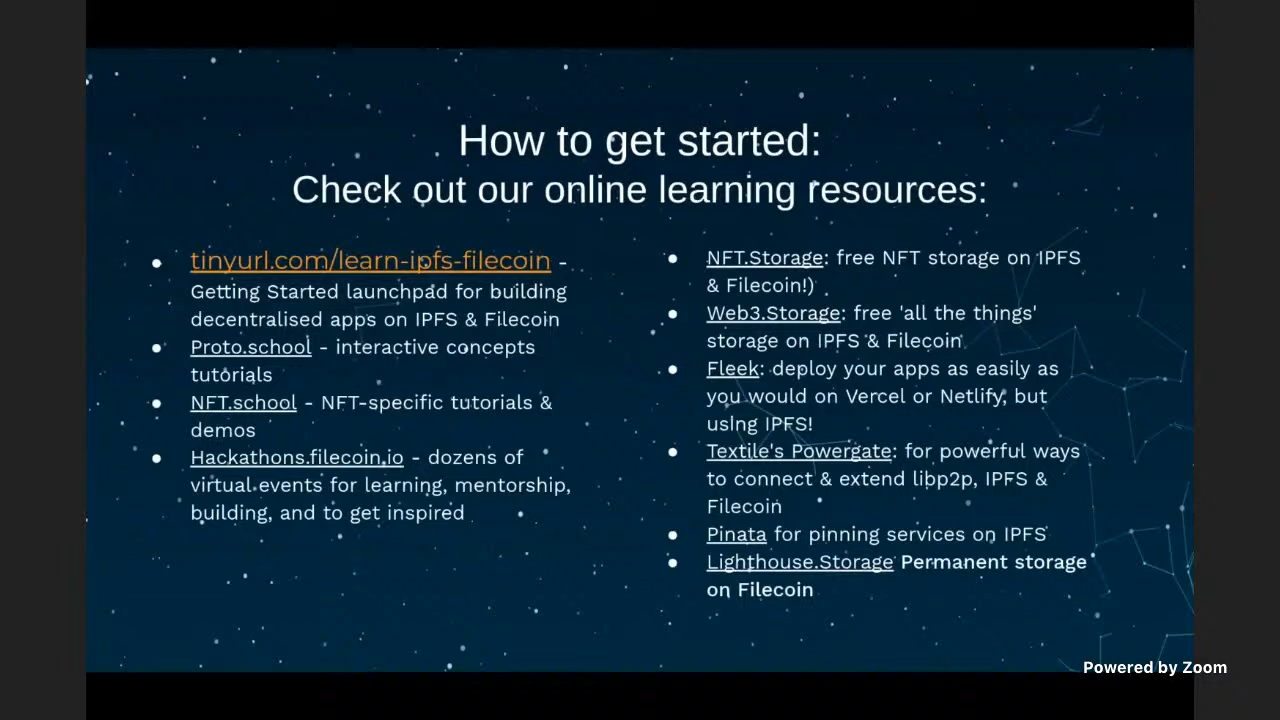 How to get started:
Check out our online learning resources:
tinyurl.com/learn-ipfs-filecoin -
Getting Started launchpad for building
decentralised apps on IPFS & Filecoin
Proto.school - interactive concepts
tutorials
NFT.school - NFT-specific tutorials &
demos
Hackathons.filecoin.io - dozens of
virtual events for learning, mentorship,
building, and to get inspired
NFT.Storage: free NFT storage on IPFS
& Filecoin!)
Web3.Storage: free 'all the things'
storage on IPFS & Filecoin
Fleek: deploy your apps as easily as
you would on Vercel or Netlify, but
using IPFS!
Textile's Powergate: for powerful ways
to connect & extend libp2p, IPFS &
Filecoin
Pinata for pinning services on IPFS
Lighthouse.Storage Permanent storage
on Filecoin
Powered by Zoom